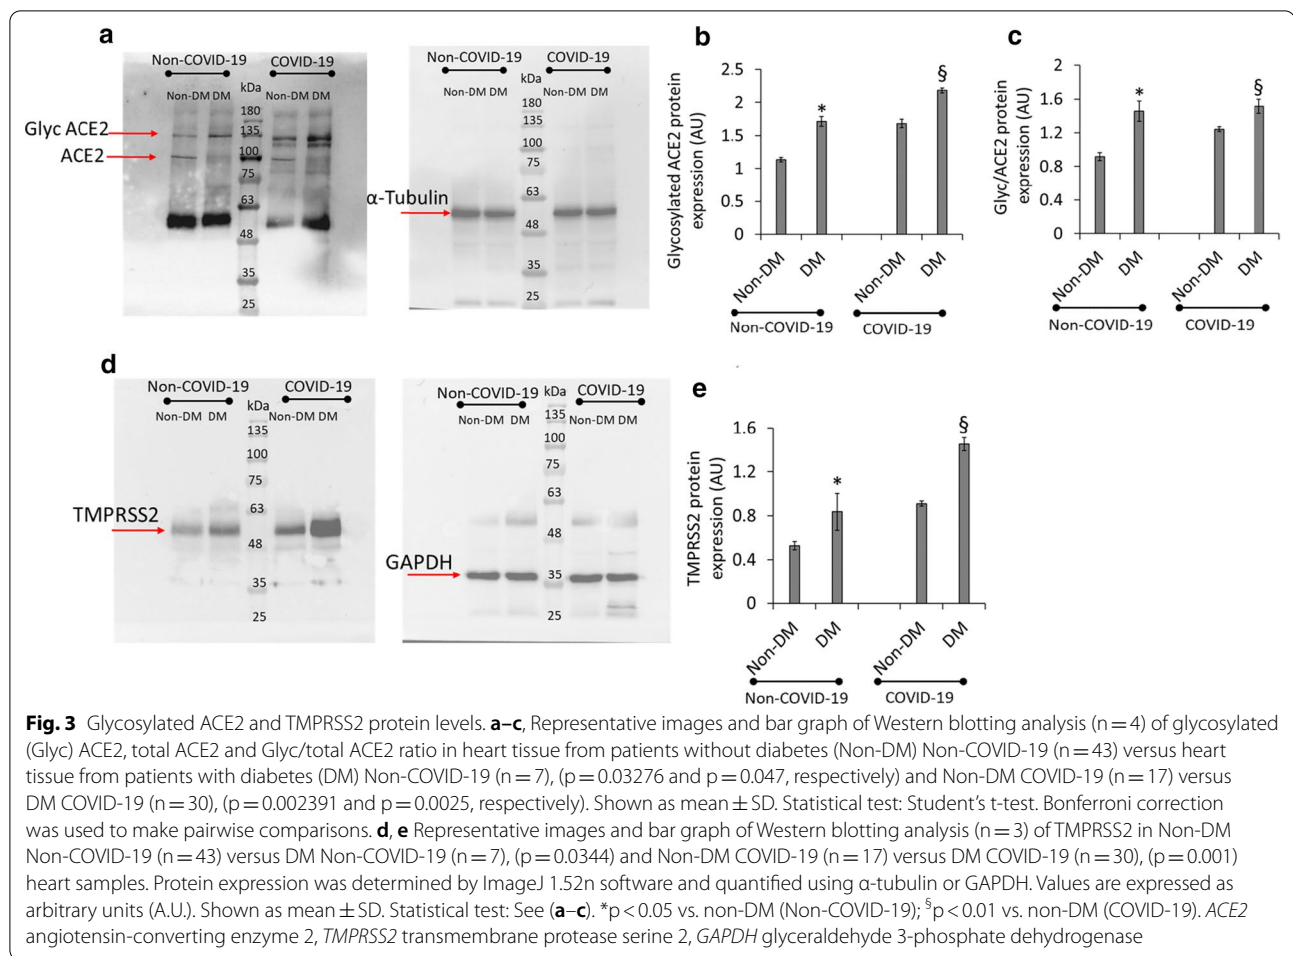 a
Non-COVID-19 COVID-19
Non-DM DM kDa Non-DM DM
180
135
100
75
63
48
35
25
Glyc ACE2
ACE2
Non-COVID-19 COVID-19
Non-DM DM kDa Non-DM DM
180
135
100
75
63
48
35
25
α-Tubulin
b
Glycosylated ACE2 protein
expression (AU)
2.5
2
1.5
1
0.5
0
*
§
Non-DM DM Non-DM DM
Non-COVID-19 COVID-19
c
Glyc/ACE2 protein
expression (AU)
2
1.6
1.2
0.8
0.4
0
*
§
Non-DM DM Non-DM DM
Non-COVID-19 COVID-19
d
Non-COVID-19 COVID-19
Non-DM DM kDa Non-DM DM
135
100
75
63
48
35
25
TMPRSS2
Non-COVID-19 COVID-19
Non-DM DM kDa Non-DM DM
135
100
75
63
48
35
25
GAPDH
e
TMPRSS2 protein
expression (AU)
1.6
1.2
0.8
0.4
0
*
§
Non-DM DM Non-DM DM
Non-COVID-19 COVID-19
Fig. 3 Glycosylated ACE2 and TMPRSS2 protein levels. a–c, Representative images and bar graph of Western blotting analysis (n = 4) of glycosylated
(Glyc) ACE2, total ACE2 and Glyc/total ACE2 ratio in heart tissue from patients without diabetes (Non-DM) Non-COVID-19 (n = 43) versus heart
tissue from patients with diabetes (DM) Non-COVID-19 (n = 7), (p = 0.03276 and p = 0.047, respectively) and Non-DM COVID-19 (n = 17) versus
DM COVID-19 (n = 30), (p = 0.002391 and p = 0.0025, respectively). Shown as mean ± SD. Statistical test: Student's t-test. Bonferroni correction
was used to make pairwise comparisons. d, e Representative images and bar graph of Western blotting analysis (n = 3) of TMPRSS2 in Non-DM
Non-COVID-19 (n = 43) versus DM Non-COVID-19 (n = 7), (p = 0.0344) and Non-DM COVID-19 (n = 17) versus DM COVID-19 (n = 30), (p = 0.001)
heart samples. Protein expression was determined by ImageJ 1.52n software and quantified using α-tubulin or GAPDH. Values are expressed as
arbitrary units (A.U.). Shown as mean ± SD. Statistical test: See (a–c). *p < 0.05 vs. non-DM (Non-COVID-19); §p < 0.01 vs. non-DM (COVID-19). ACE2
angiotensin-converting enzyme 2, TMPRSS2 transmembrane protease serine 2, GAPDH glyceraldehyde 3-phosphate dehydrogenase